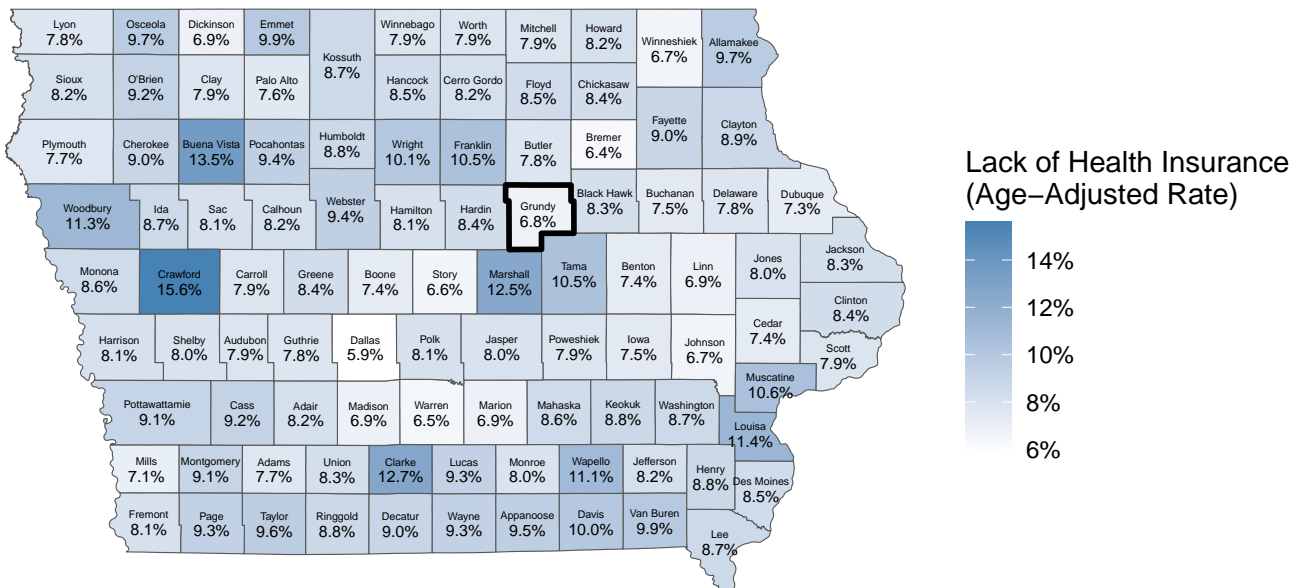 Lyon
7.8%
Osceola
9.7%
Dickinson
6.9%
Emmet
9.9%
Kossuth
8.7%
Winnebago
7.9%
Worth
7.9%
Mitchell
7.9%
Howard
8.2%
Winneshiek
6.7%
Allamakee
9.7%
Sioux
8.2%
O'Brien
9.2%
Clay
7.9%
Palo Alto
7.6%
Hancock
8.5%
Cerro Gordo
8.2%
Floyd
8.5%
Chickasaw
8.4%
Fayette
9.0%
Clayton
8.9%
Plymouth
7.7%
Cherokee
9.0%
Buena Vista
13.5%
Pocahontas
9.4%
Humboldt
8.8%
Wright
10.1%
Franklin
10.5%
Butler
7.8%
Bremer
6.4%
Woodbury
11.3%
Ida
8.7%
Sac
8.1%
Calhoun
8.2%
Webster
9.4%
Hamilton
8.1%
Hardin
8.4%
Grundy
6.8%
Black Hawk
8.3%
Buchanan
7.5%
Delaware
7.8%
Dubuque
7.3%
Monona
8.6%
Crawford
15.6%
Carroll
7.9%
Greene
8.4%
Boone
7.4%
Story
6.6%
Marshall
12.5%
Tama
10.5%
Benton
7.4%
Linn
6.9%
Jones
8.0%
Jackson
8.3%
Clinton
8.4%
Harrison
8.1%
Shelby
8.0%
Audubon
7.9%
Guthrie
7.8%
Dallas
5.9%
Polk
8.1%
Jasper
8.0%
Poweshiek
7.9%
Iowa
7.5%
Johnson
6.7%
Cedar
7.4%
Scott
7.9%
Muscatine
10.6%
Pottawattamie
9.1%
Cass
9.2%
Adair
8.2%
Madison
6.9%
Warren
6.5%
Marion
6.9%
Mahaska
8.6%
Keokuk
8.8%
Washington
8.7%
Louisa
11.4%
Mills
7.1%
Montgomery
9.1%
Adams
7.7%
Union
8.3%
Clarke
12.7%
Lucas
9.3%
Monroe
8.0%
Wapello
11.1%
Jefferson
8.2%
Henry
8.8%
Des Moines
8.5%
Fremont
8.1%
Page
9.3%
Taylor
9.6%
Ringgold
8.8%
Decatur
9.0%
Wayne
9.3%
Appanoose
9.5%
Davis
10.0%
Van Buren
9.9%
Lee
8.7%
Lack of Health Insurance
(Age−Adjusted Rate)
14%
12%
10%
8%
6%